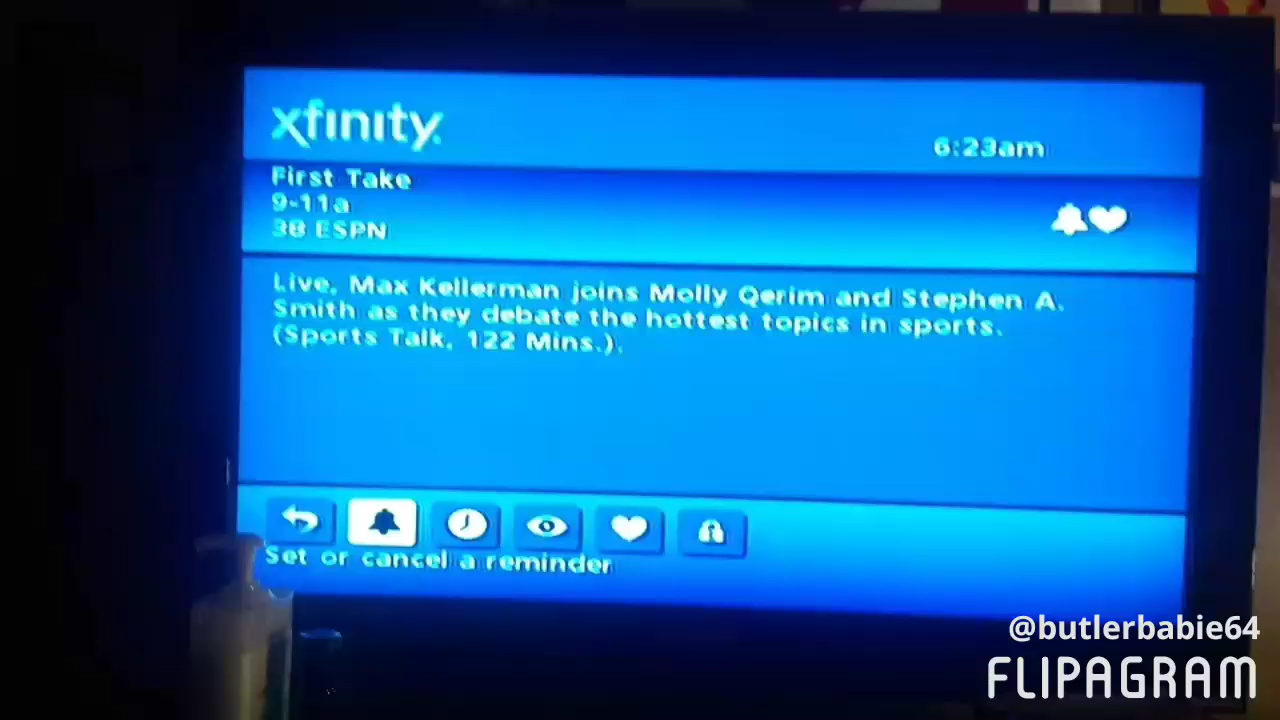 xfinity
6:23am
First Take
9-11a
38 ESPN
Live, Max Kellerman joins Molly Qerim and Stephen A.
Smith as they debate the hottest topics in sports.
(Sports Talk, 122 Mins.).
Set or cancel a reminder
@butlerbabie64
FLIPAGRAM